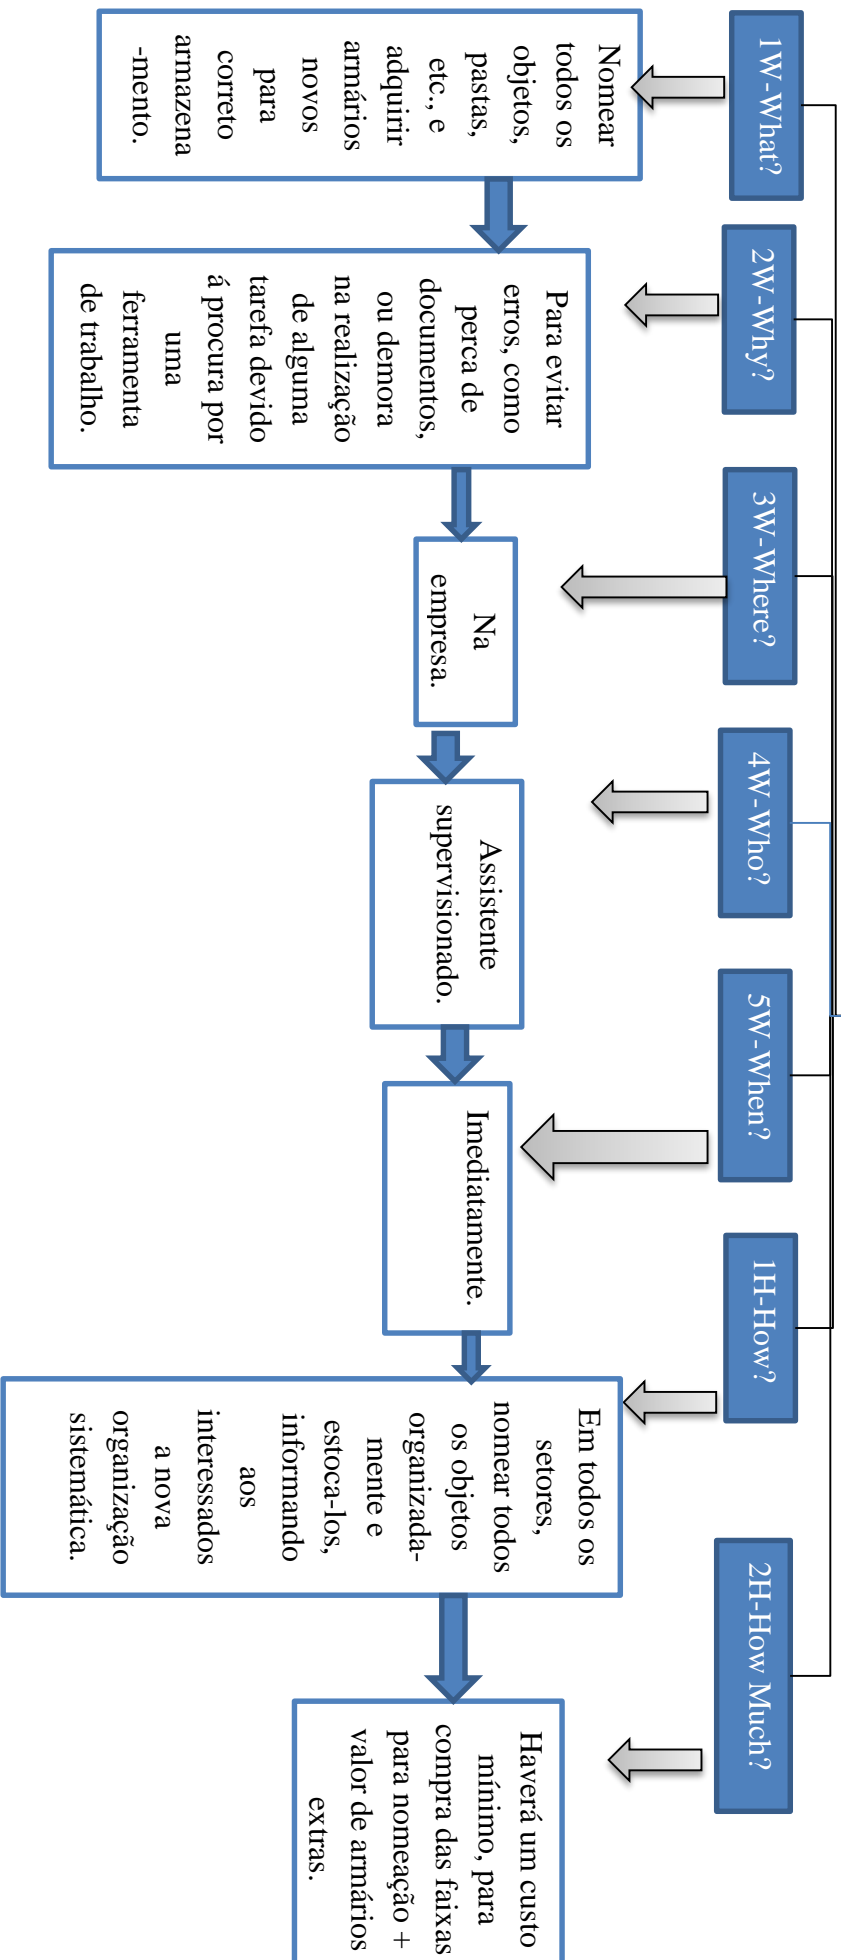 1W-What?
2W-Why?
3W-Where?
4W-Who?
5W-When?
1H-How?
2H-How Much?
Nomear
todos os
objetos,
pastas,
etc., e
adquirir
armários
novos
para
correto
armazena
-mento.
Para evitar
erros, como
perca de
documentos,
ou demora
na realização
de alguma
tarefa devido
á procura por
uma
ferramenta
de trabalho.
Na
empresa.
Assistente
supervisionado.
Imediatamente.
Em todos os
setores,
nomear todos
os objetos
organizada-
mente e
estoca-los,
informando
aos
interessados
a nova
organização
sistemática.
Haverá um custo
mínimo, para
compra das faixas
para nomeação +
valor de armários
extras.